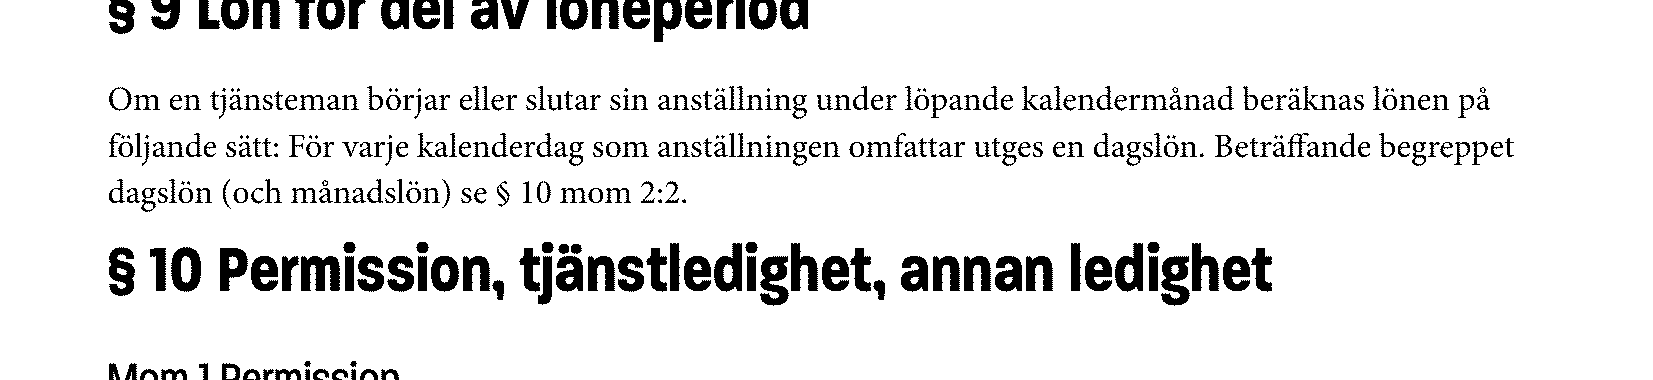 § 9 Lön för del av löneperiod
Om en tjänsteman börjar eller slutar sin anställning under löpande kalendermånad beräknas lönen på
följande sätt: För varje kalenderdag som anställningen omfattar utges en dagslön. Beträffande begreppet
dagslön (och månadslön) se § 10 mom 2:2.
§ 10 Permission, tjänstledighet, annan ledighet
Mom 1 Permission